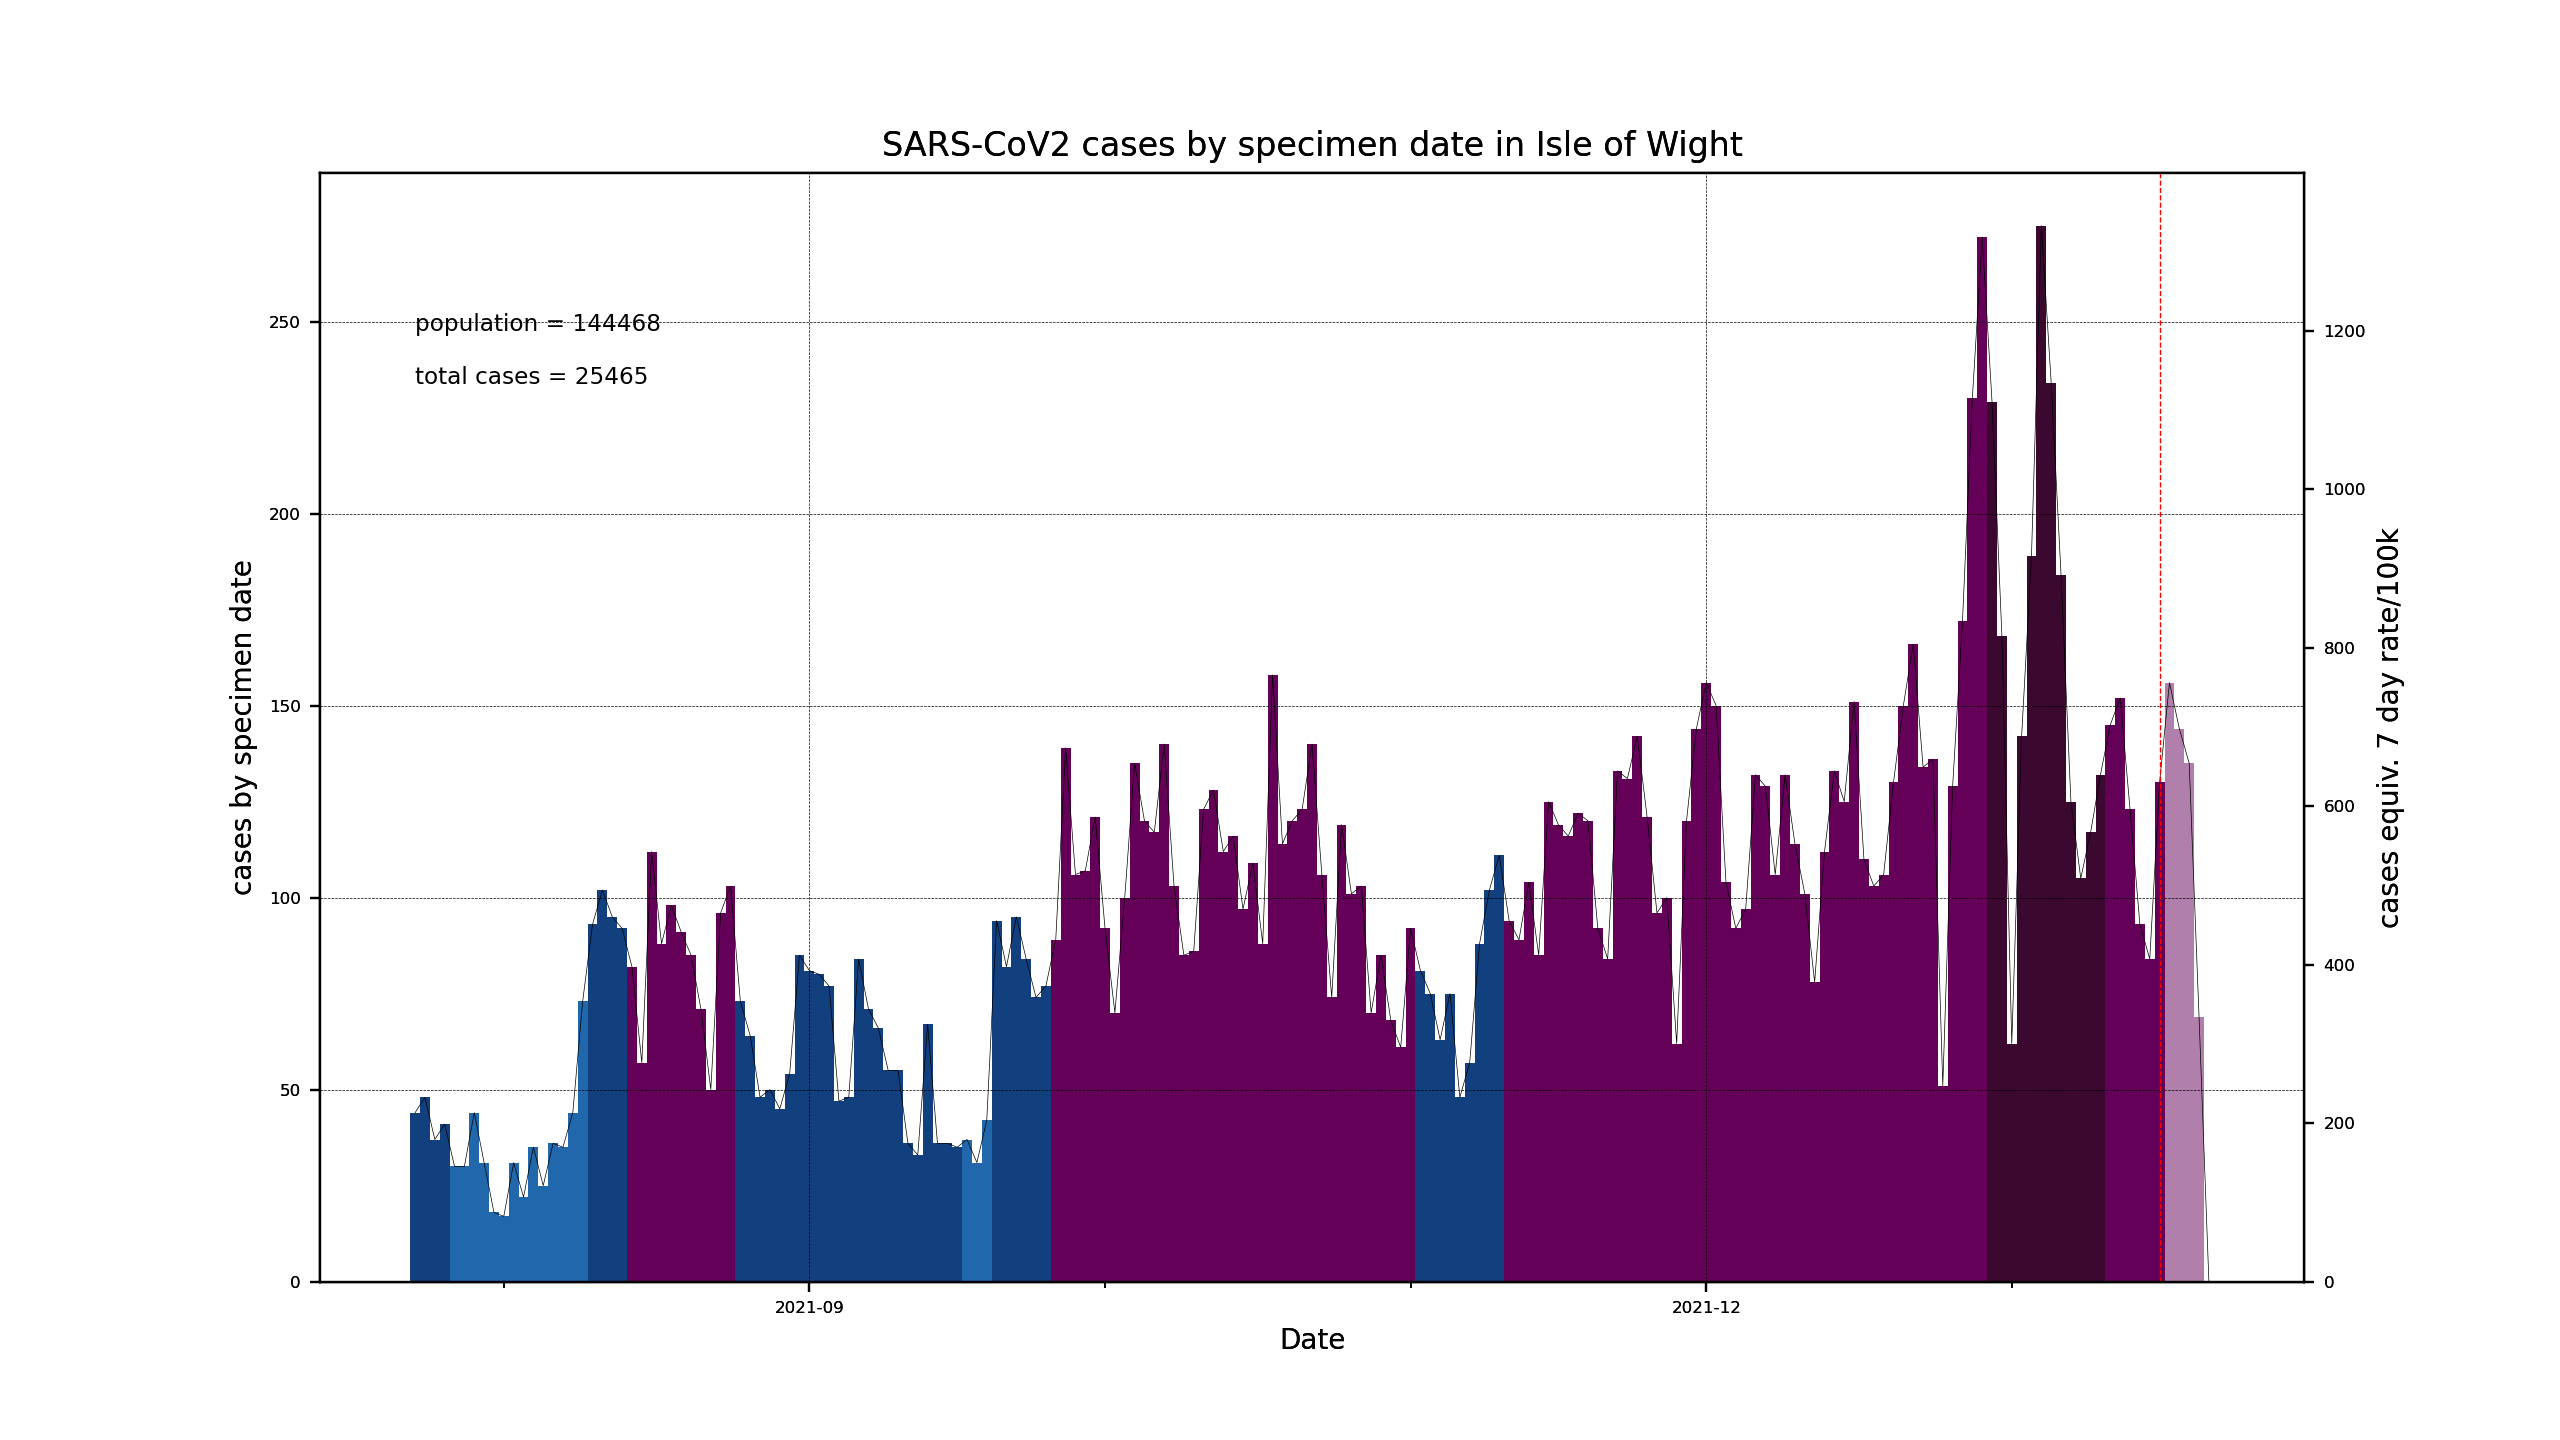 SARS-CoV2 cases by specimen date in Isle of Wight
population = 144468
total cases = 25465
cases by specimen date
250
200
150
100
50
0
1200
1000
800
600
400
200
0
cases equiv. 7 day rate/100k
2021-09
2021-12
Date